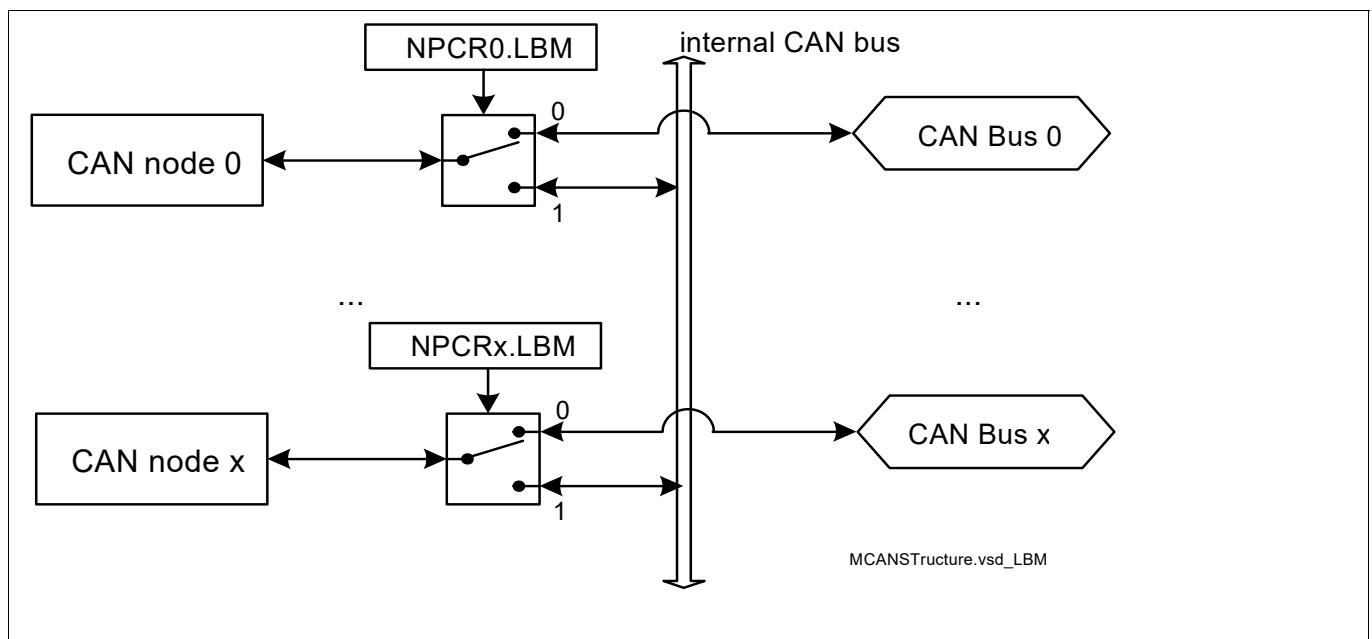 NPCR0.LBM
internal CAN bus
0
CAN node 0
CAN Bus 0
1
...
...
NPCRx.LBM
0
CAN node x
CAN Bus x
1
MCANSTructure.vsd_LBM